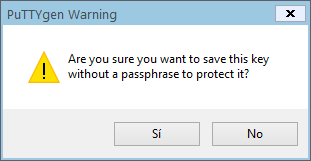 PuTTYgen Warning
Are you sure you want to save this key
without a passphrase to protect it?
Sí
No